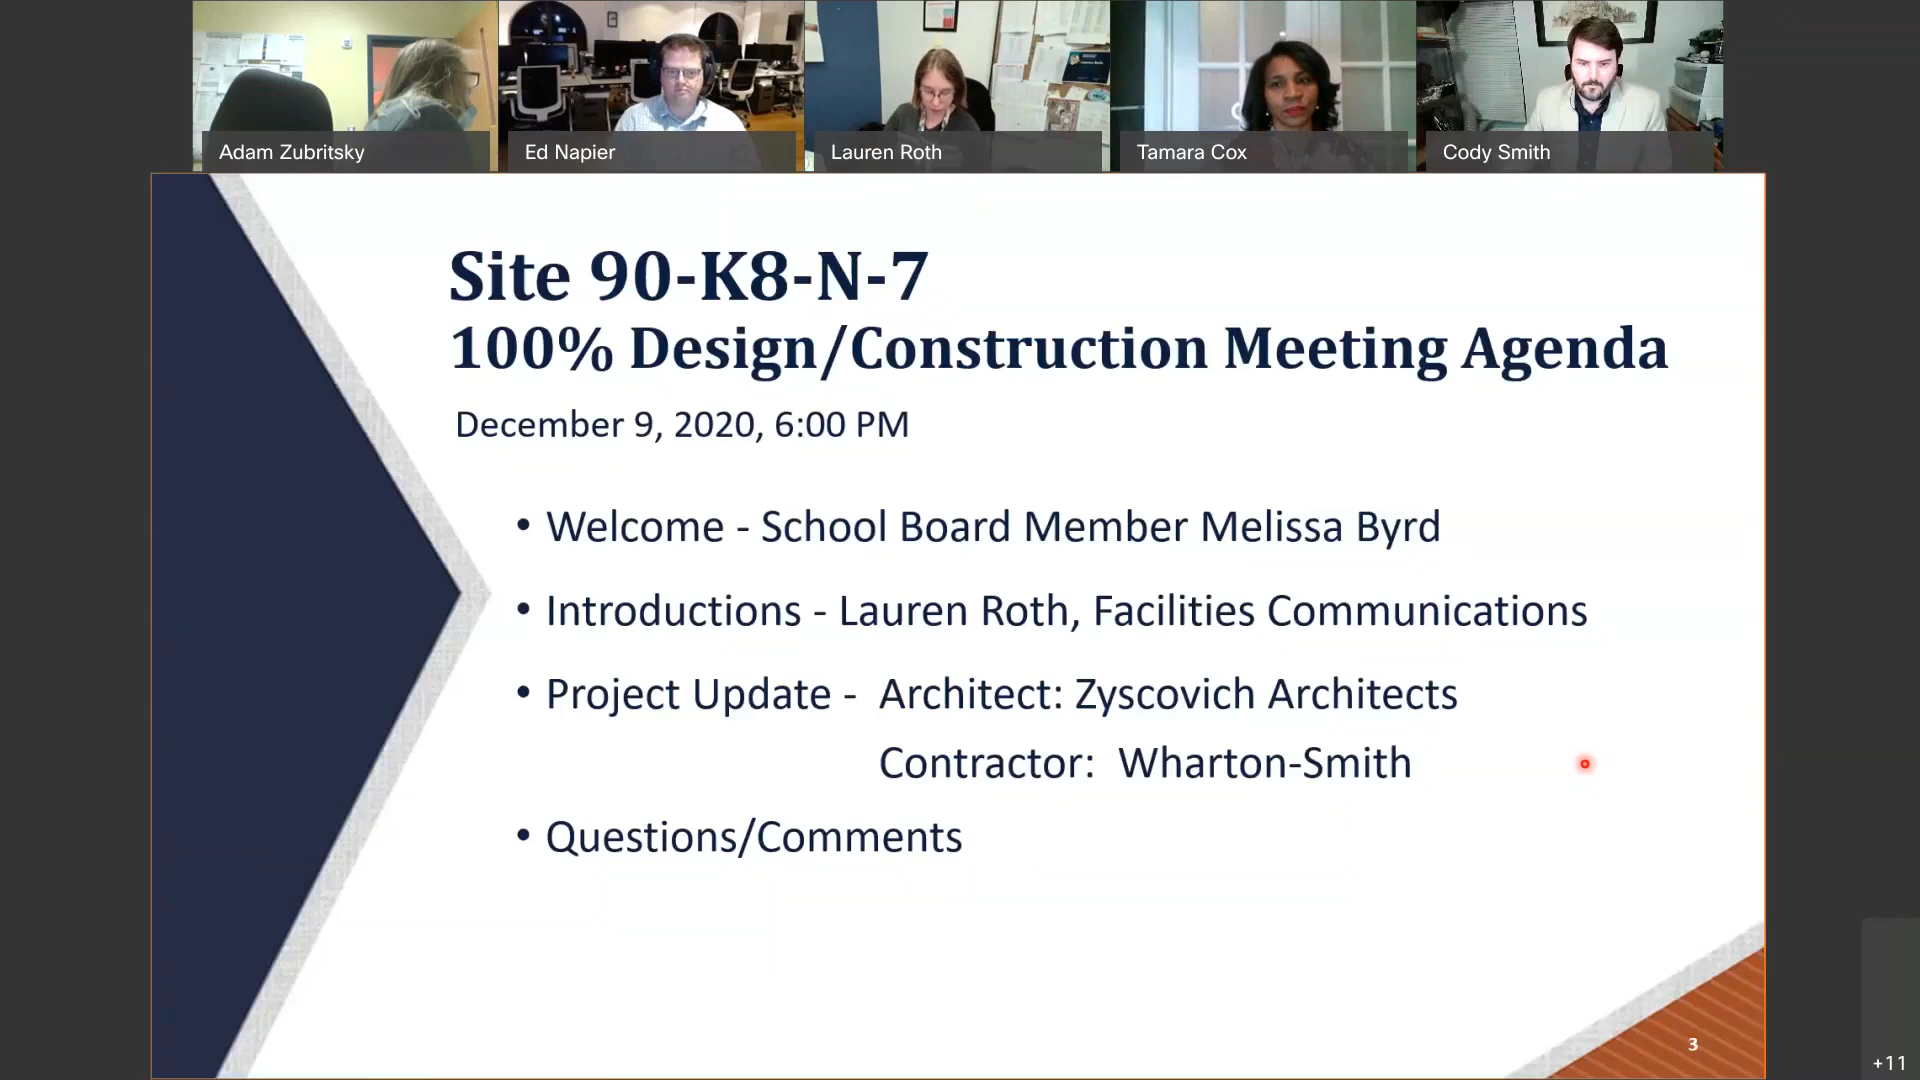 Adam Zubritsky
Ed Napier
Lauren Roth
Tamara Cox
Cody Smith
Site 90-K8-N-7
100% Design/Construction Meeting Agenda
December 9, 2020, 6:00 PM
• Welcome - School Board Member Melissa Byrd
• Introductions - Lauren Roth, Facilities Communications
• Project Update - Architect: Zyscovich Architects
Contractor: Wharton-Smith
• Questions/Comments
3
+11